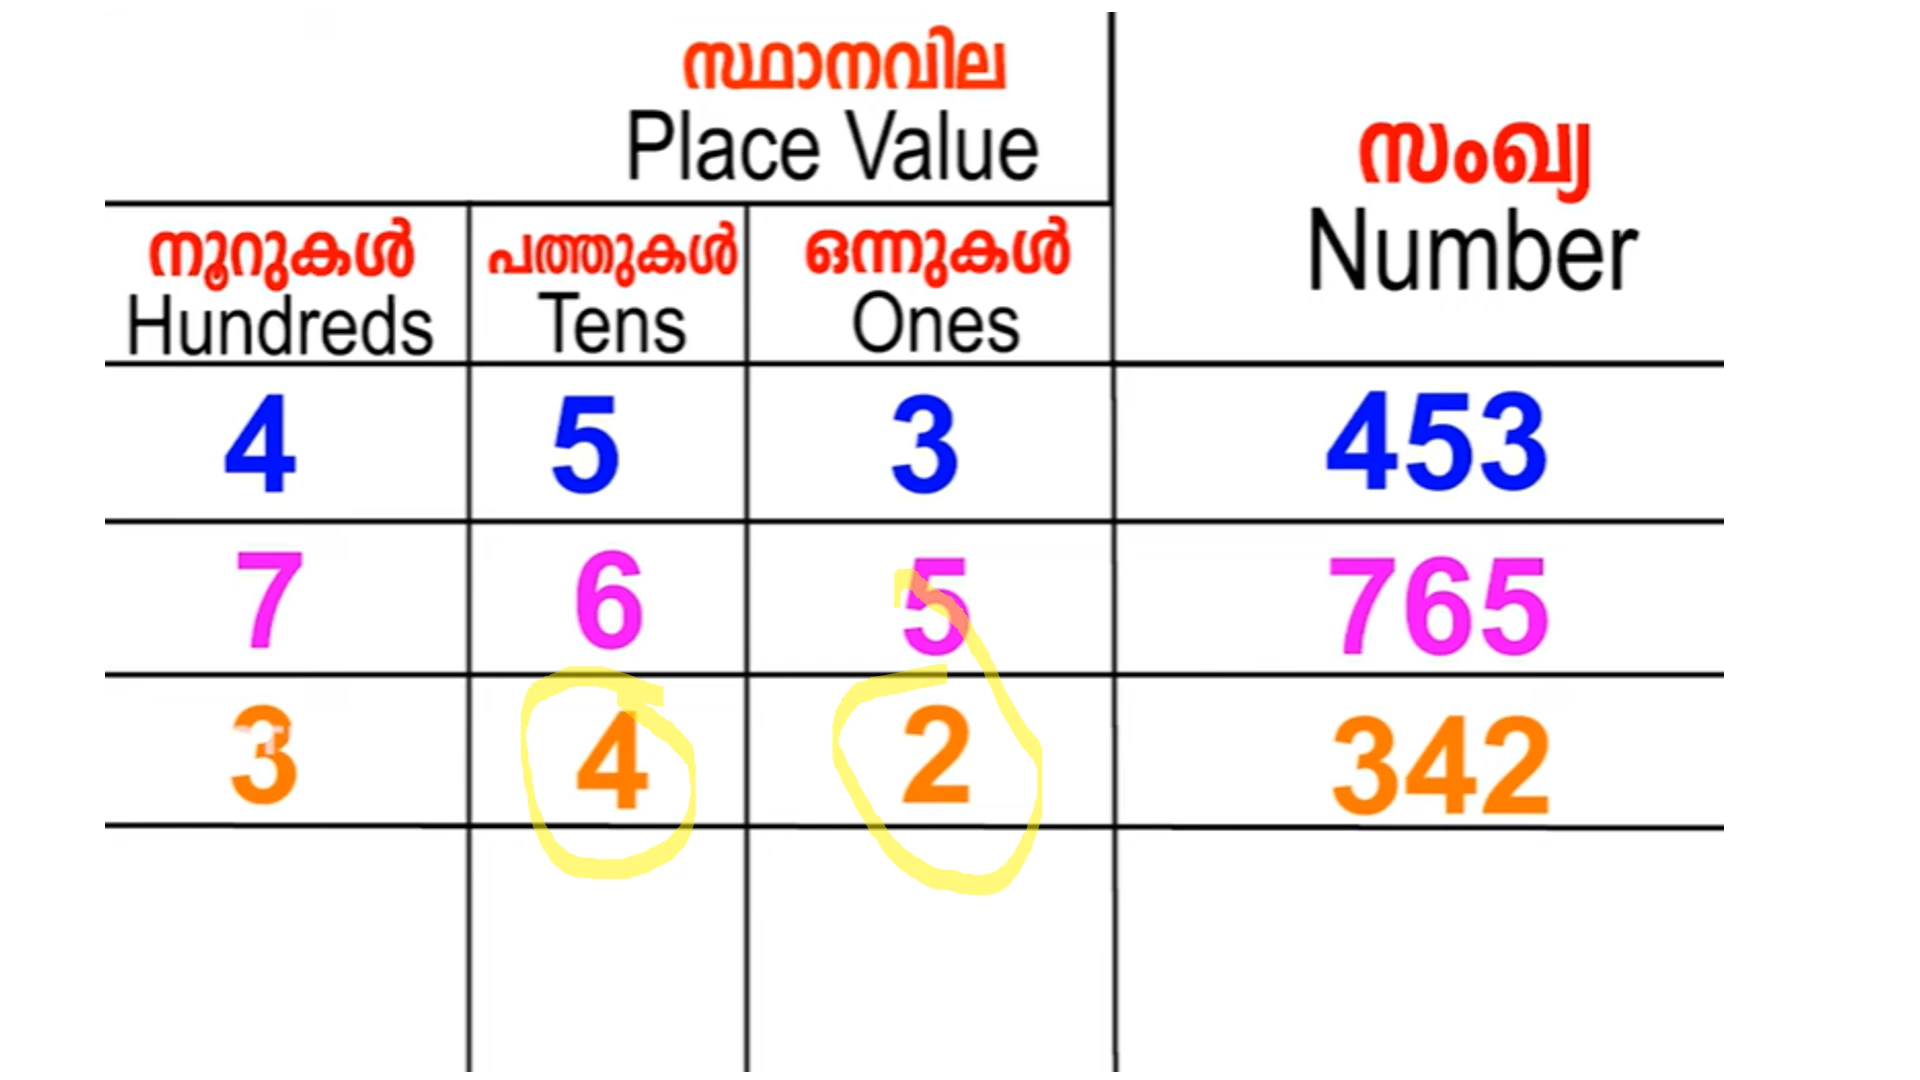 സ്ഥാനവില
Place Value
സംഖ്യ
Number
നൂറുകൾ പത്തുകൾ ഒന്നുകൾ
Hundreds Tens Ones
4 5 3 453
7 6 5 765
3 4 2 342